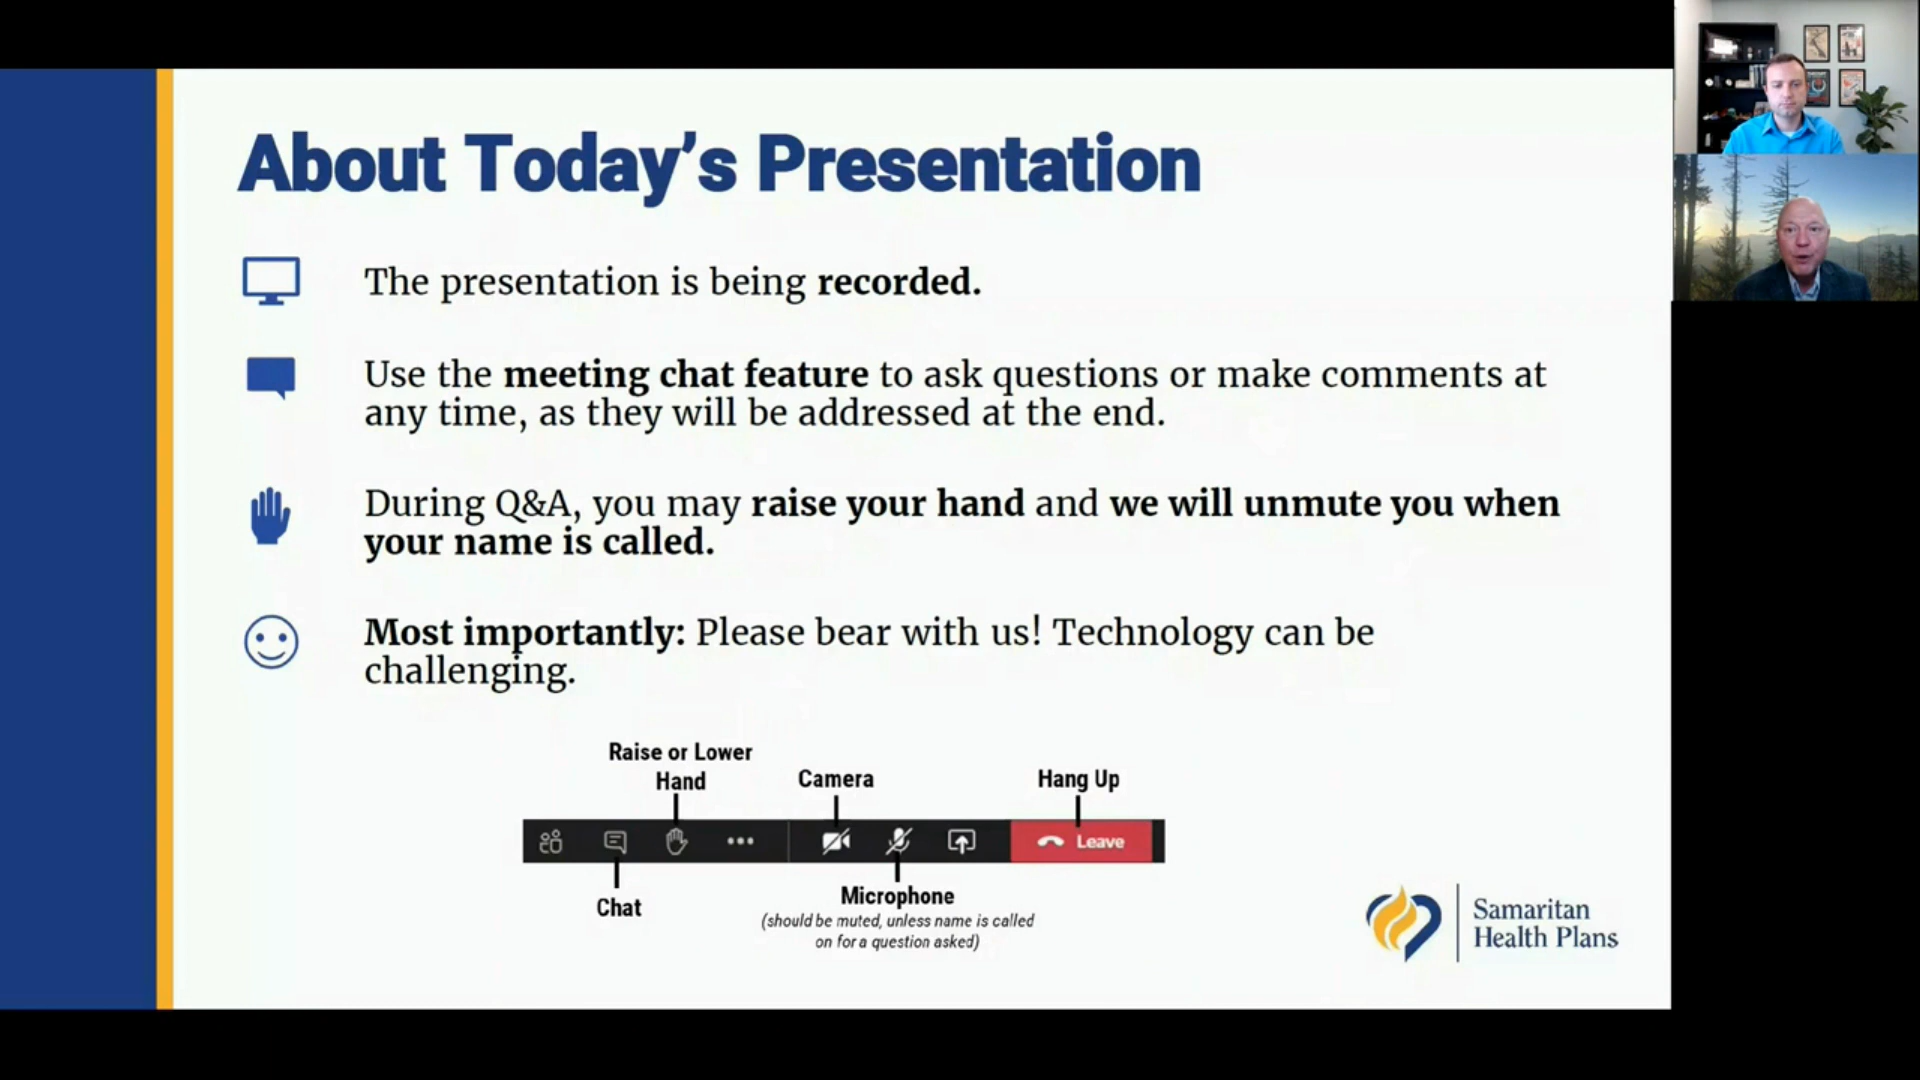 About Today's Presentation
The presentation is being recorded.
Use the meeting chat feature to ask questions or make comments at
any time, as they will be addressed at the end.
During Q&A, you may raise your hand and we will unmute you when
your name is called.
Most importantly: Please bear with us! Technology can be
challenging.
Raise or Lower
Hand
Camera
Hang Up
Leave
Chat
Microphone
(should be muted, unless name is called
on for a question asked)
Samaritan
Health Plans